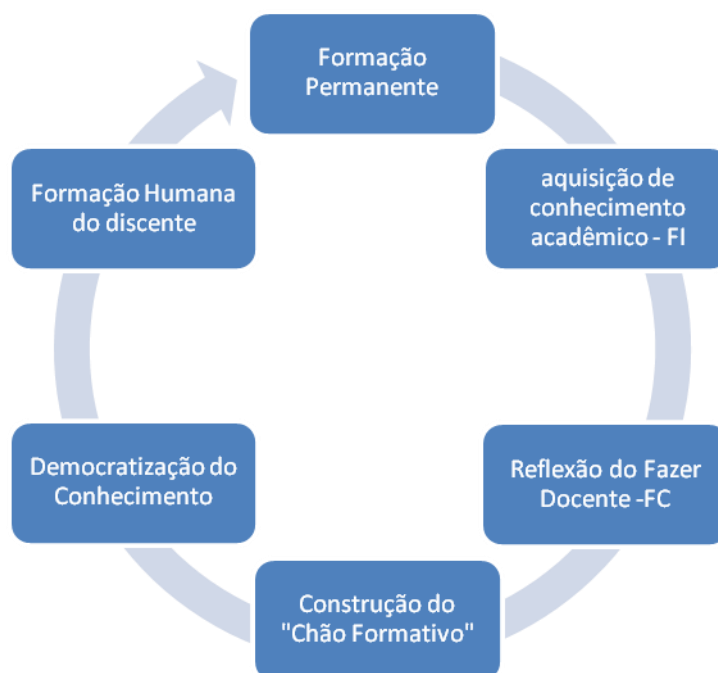 Formação
Permanente
aquisição de
conhecimento
acadêmico - FI
Reflexão do Fazer
Docente -FC
Construção do
"Chão Formativo"
Democratização do
Conhecimento
Formação Humana
do discente